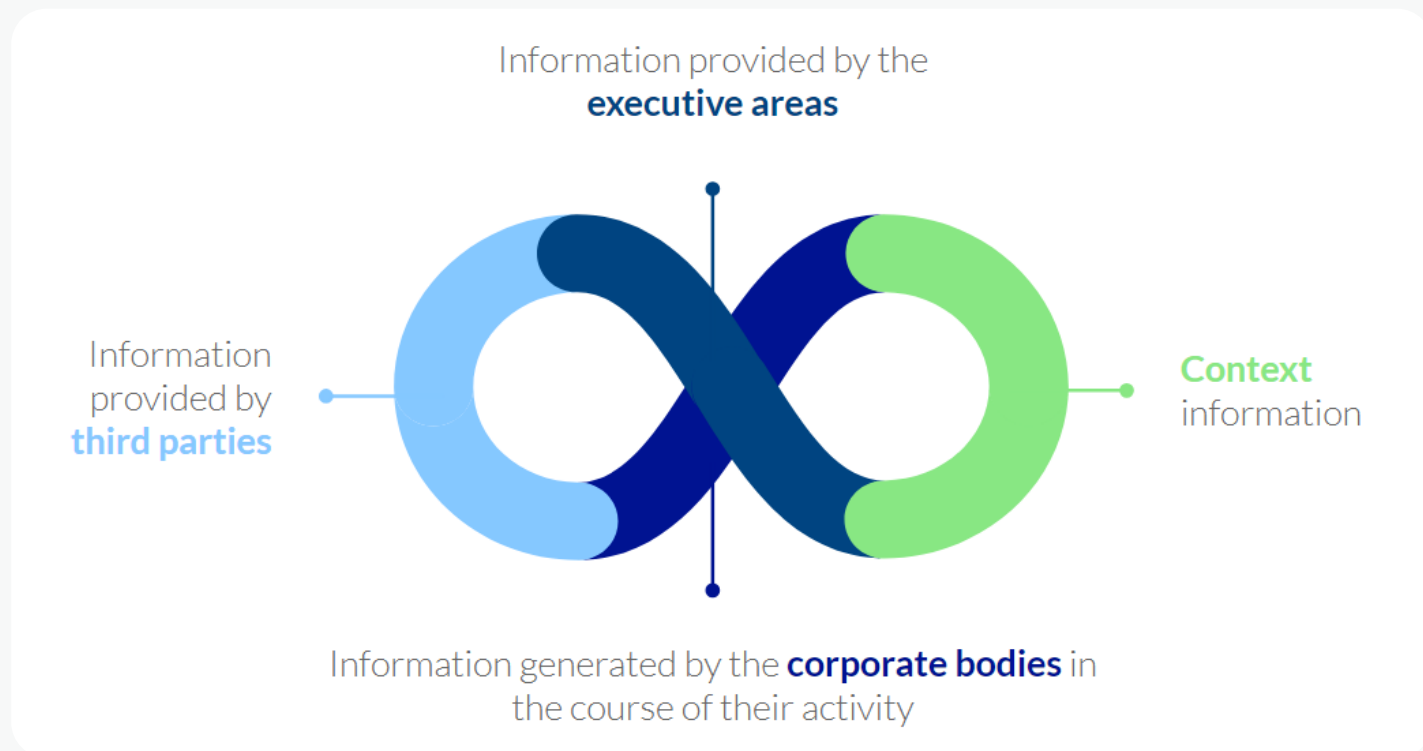 Information provided by the
executive areas
Information
provided by
third parties
Context
information
Information generated by the corporate bodies in
the course of their activity